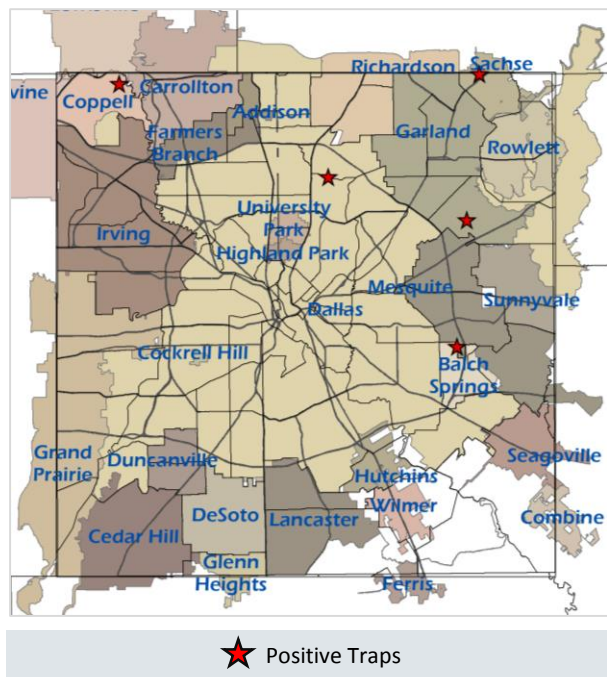 Richardson
Sachse
vine
Coppell
Carrollton
Addison
Farmers
Branch
Garland
Rowlett
University
Park
Irving
Highland Park
Mesquite
Sunnyvale
Dallas
Cockrell Hill
Balch
Springs
Grand
Prairie
Duncanville
Seagoville
Hutchins
DeSoto
Lancaster
Wilmer
Combine
Cedar Hill
Glenn
Heights
Ferris
Positive Traps